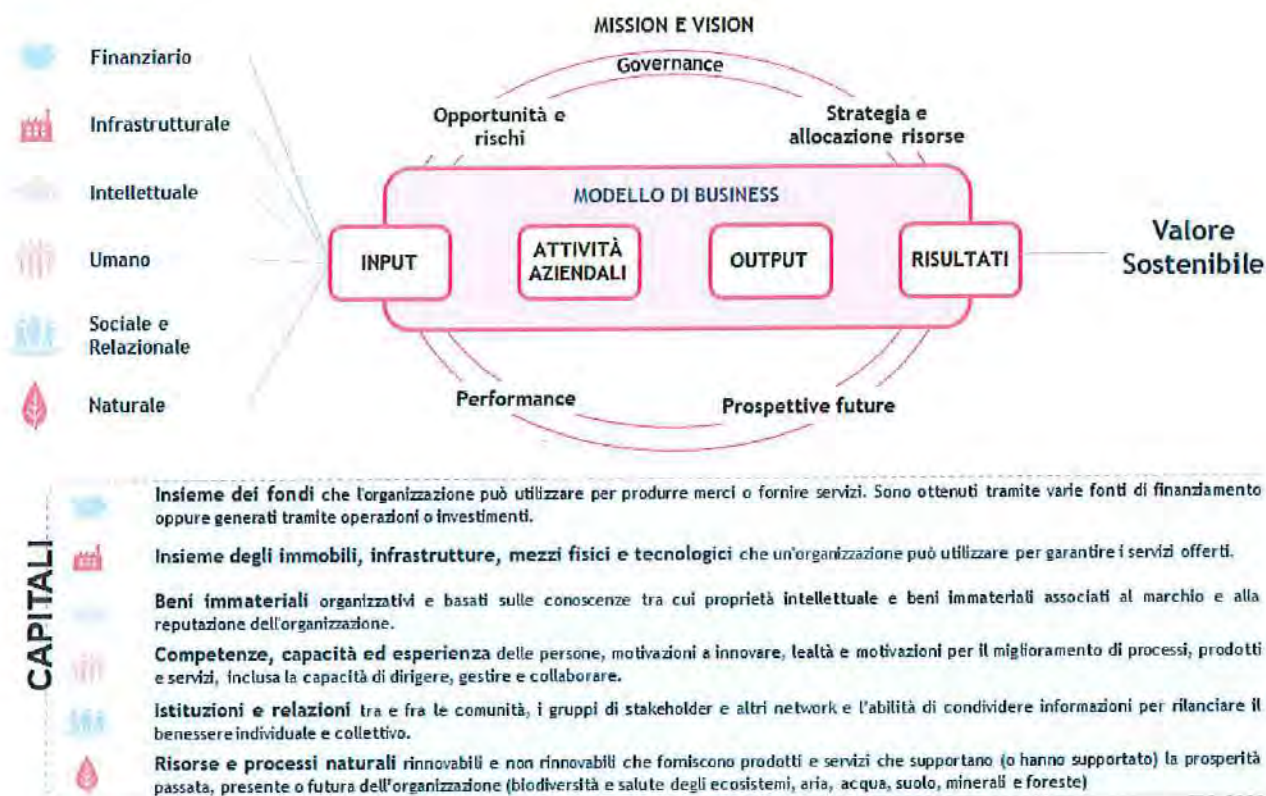 MISSION E VISION
Governance
Opportunità e
rischi
Strategia e
allocazione risorse
Finanziario
Infrastrutturale
Intellettuale
Umano
Sociale e
Relazionale
Naturale
MODELLO DI BUSINESS
INPUT
ATTIVITÀ
AZIENDALI
OUTPUT
RISULTATI
Valore
Sostenibile
Performance
Prospettive future
CAPITALI
Insieme dei fondi che l'organizzazione può utilizzare per produrre merci o fornire servizi. Sono ottenuti tramite varie fonti di finanziamento
oppure generati tramite operazioni o investimenti.
Insieme degli immobili, infrastrutture, mezzi fisici e tecnologici che un'organizzazione può utilizzare per garantire i servizi offerti.
Beni immateriali organizzativi e basati sulle conoscenze tra cui proprietà intellettuale e beni immateriali associati al marchio e alla
reputazione dell'organizzazione.
Competenze, capacità ed esperienza delle persone, motivazioni a innovare, lealtà e motivazioni per il miglioramento di processi, prodotti
e servizi, inclusa la capacità di dirigere, gestire e collaborare.
Istituzioni e relazioni tra e fra le comunità, i gruppi di stakeholder e altri network e l'abilità di condividere informazioni per rilanciare il
benessere individuale e collettivo.
Risorse e processi naturali rinnovabili e non rinnovabili che forniscono prodotti e servizi che supportano (o hanno supportato) la prosperità
passata, presente o futura dell'organizzazione (biodiversità e salute degli ecosistemi, aria, acqua, suolo, minerali e foreste)